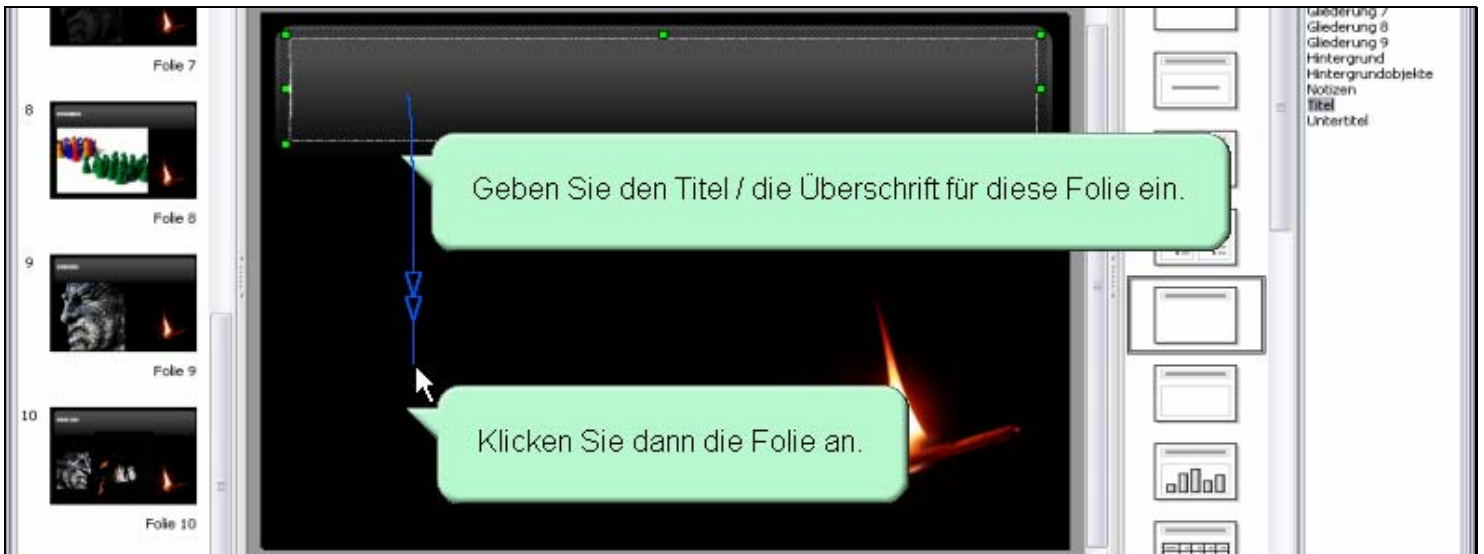 Folie 7
8
Folie 8
9
Folie 9
10
Folie 10
Geben Sie den Titel / die Überschrift für diese Folie ein.
Klicken Sie dann die Folie an.
Gliederung 7
Gliederung 8
Gliederung 9
Hintergrund
Hintergrundobjekte
Notizen
Titel
Untertitel